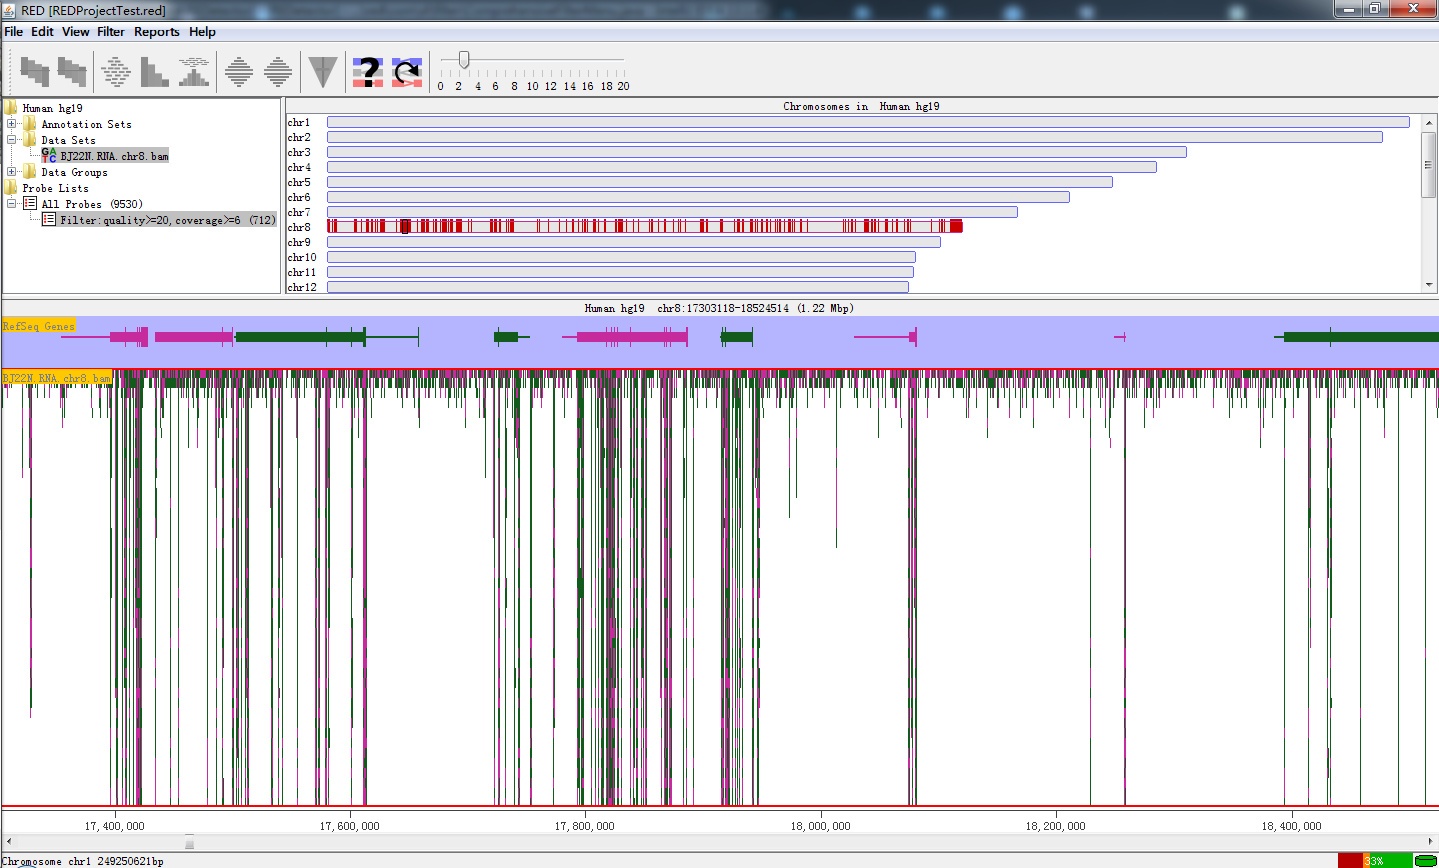 RED [REDProjectTest.red]
File Edit View Filter Reports Help
?
0 2 4 6 8 10 12 14 16 18 20
Human hg19
Annotation Sets
Data Sets
GATC BJ22N.RNA.chr8.bam
Data Groups
Probe Lists
All Probes (9530)
Filter:quality>=20,coverage>=6 (712)
Chromosomes in Human hg19
chr1
chr2
chr3
chr4
chr5
chr6
chr7
chr8
chr9
chr10
chr11
chr12
Human hg19 chr8:17303118-18524514 (1.22 Mbp)
RefSeq Genes
BJ22N.RNA.chr8.bam
17,400,000 17,600,000 17,800,000 18,000,000 18,200,000 18,400,000
Chromosome chr1 249250621bp
33%